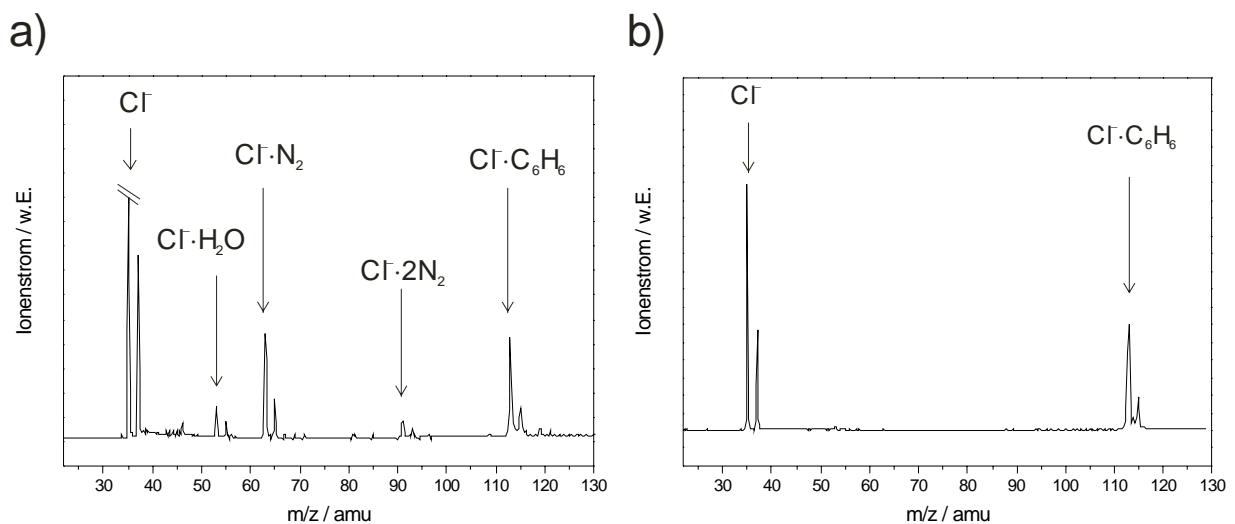 a)
Cl⁻
Cl⁻·N₂
Cl⁻·C₆H₆
Cl⁻·H₂O
Cl⁻·2N₂
Ionenstrom / w.E.
30 40 50 60 70 80 90 100 110 120 130
m/z / amu
b)
Cl⁻
Cl⁻·C₆H₆
Ionenstrom / w.E.
30 40 50 60 70 80 90 100 110 120 130
m/z / amu